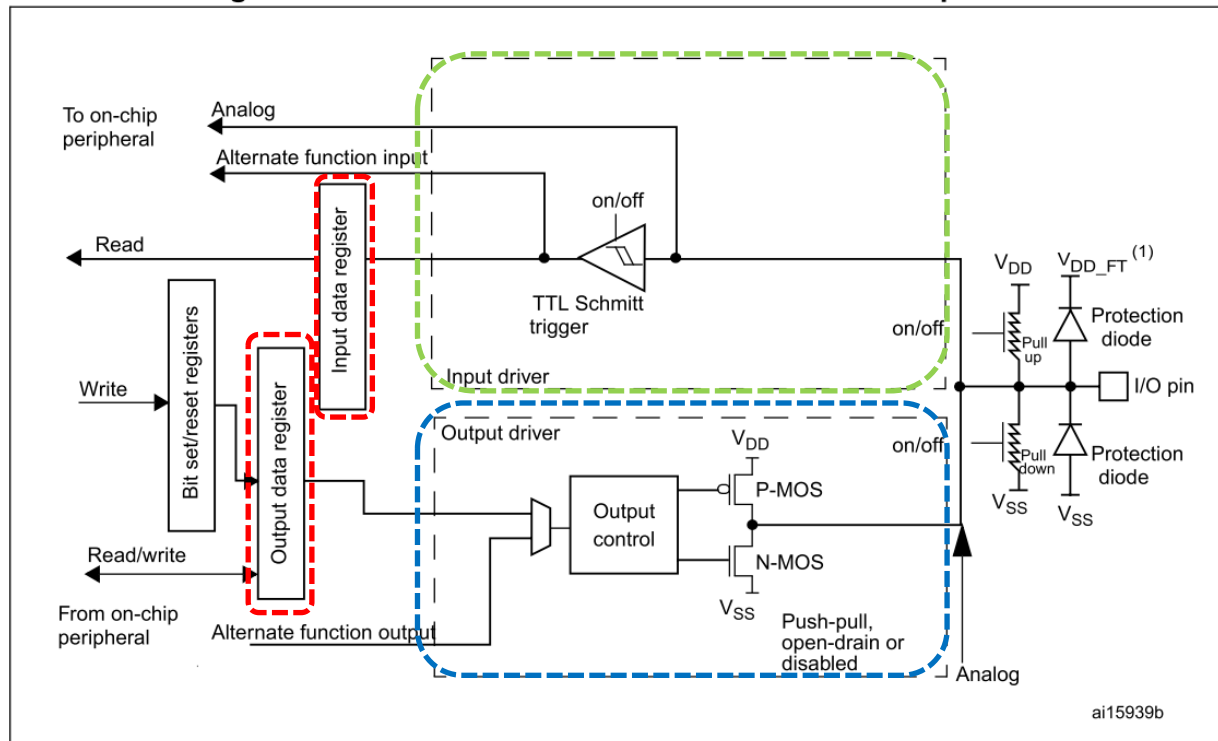 To on-chip
peripheral
Analog
Alternate function input
on/off
Read
Input data register
TTL Schmitt
trigger
Input driver
VDD
VDD_FT (1)
on/off
Pull
up
Protection
diode
I/O pin
Write
Bit set/reset registers
Output data register
Output driver
VDD
on/off
Pull
down
Protection
diode
VSS
VSS
P-MOS
Output
control
N-MOS
VSS
Read/write
From on-chip
peripheral
Alternate function output
Push-pull,
open-drain or
disabled
Analog
ai15939b